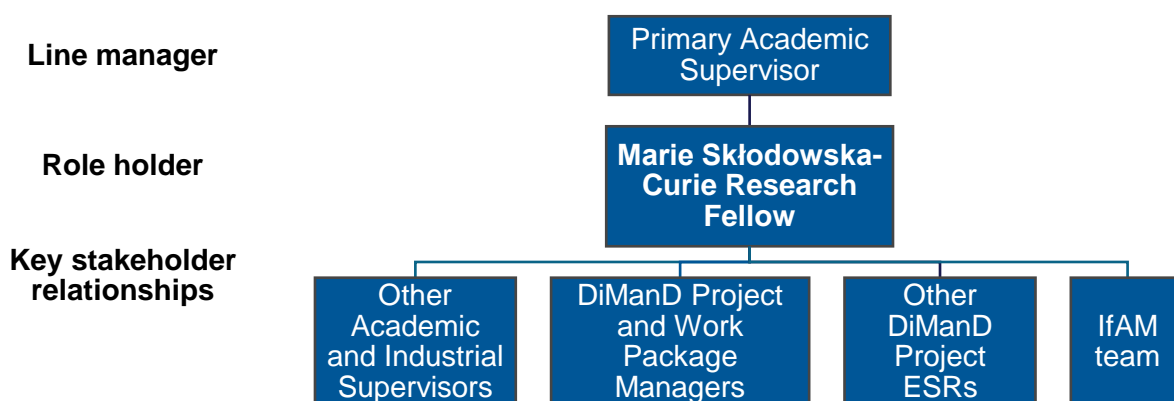 Line manager
Primary Academic
Supervisor
Role holder
Marie Skłodowska-
Curie Research
Fellow
Key stakeholder
relationships
Other
Academic
and Industrial
Supervisors
DiManD Project
and Work
Package
Managers
Other
DiManD
Project
ESRs
IfAM
team